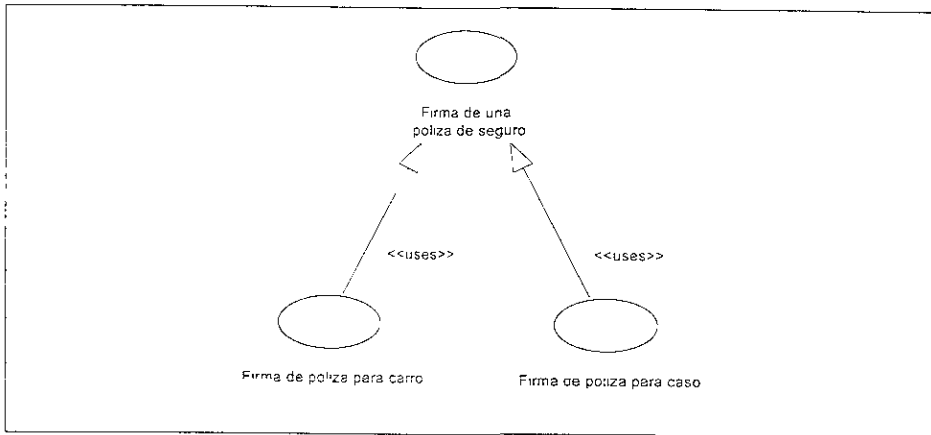 Firma de una
poliza de seguro
<<uses>>
<<uses>>
Firma de poliza para carro
Firma de poliza para caso